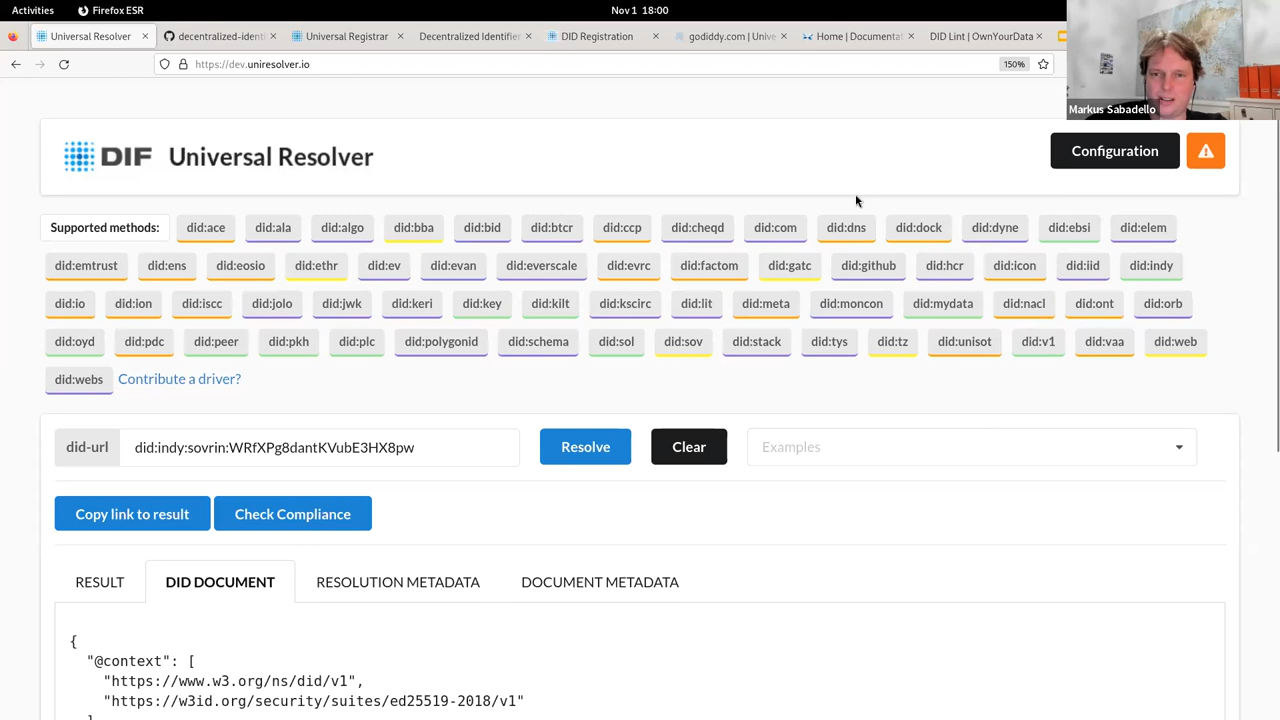 Activities Firefox ESR Nov 1 18:00
Universal Resolver decentralized-identi Universal Registrar Decentralized Identifier DID Registration godiddy.com | Unive Home | Documenta DID Lint | OwnYourData
https://dev.uniresolver.io 150%
Markus Sabadello
DIF Universal Resolver Configuration
Supported methods: did:ace did:ala did:algo did:bba did:bid did:btcr did:ccp did:cheqd did:com did:dns did:dock did:dyne did:ebsi did:elem
did:emtrust did:ens did:eosio did:ethr did:ev did:evan did:everscale did:evrc did:factom did:gatc did:github did:hcr did:icon did:iid did:indy
did:io did:ion did:iscc did:jolo did:jwk did:keri did:key did:kilt did:kscirc did:lit did:meta did:moncon did:mydata did:nacl did:ont did:orb
did:oyd did:pdc did:peer did:pkh did:plc did:polygonid did:schema did:sol did:sov did:stack did:tys did:tz did:unisot did:v1 did:vaa did:web
did:webs Contribute a driver?
did-url did:indy:sovrin:WRfXPg8dantKVubE3HX8pw Resolve Clear Examples
Copy link to result Check Compliance
RESULT DID DOCUMENT RESOLUTION METADATA DOCUMENT METADATA
{
"@context": [
"https://www.w3.org/ns/did/v1",
"https://w3id.org/security/suites/ed25519-2018/v1"
]